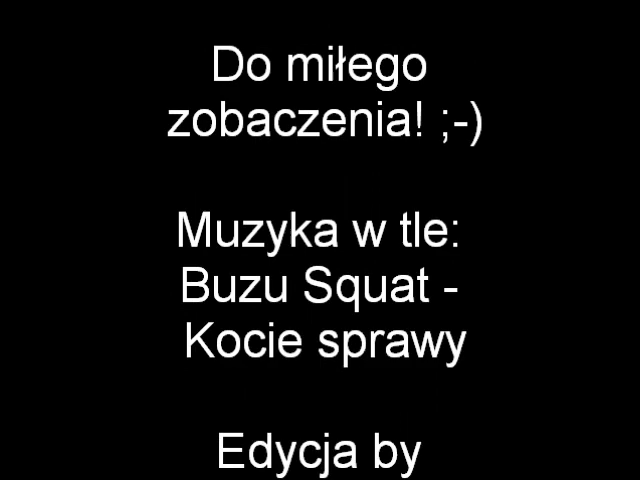 Do miłego
zobaczenia! ;-)
Muzyka w tle:
Buzu Squat -
Kocie sprawy
Edycja by